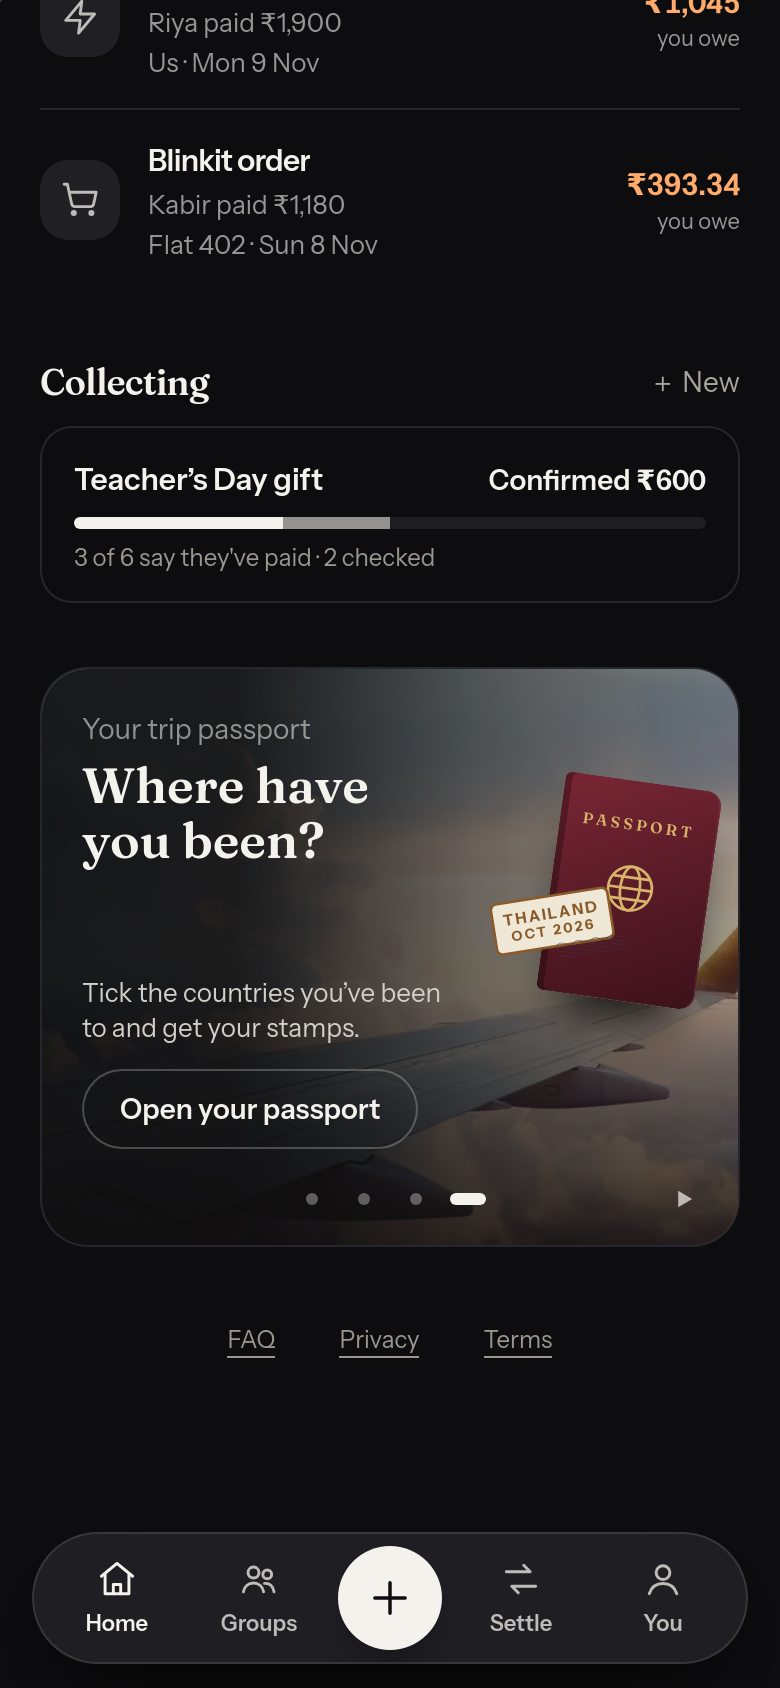 ₹1,045
Riya paid ₹1,900
you owe
Us · Mon 9 Nov
Blinkit order
Kabir paid ₹1,180
Flat 402 · Sun 8 Nov
₹393.34
you owe
Collecting
+ New
Teacher’s Day gift
Confirmed ₹600
3 of 6 say they've paid · 2 checked
Your trip passport
Where have
you been?
PASSPORT
THAILAND
OCT 2026
Tick the countries you’ve been
to and get your stamps.
Open your passport
FAQ
Privacy
Terms
Home
Groups
Settle
You